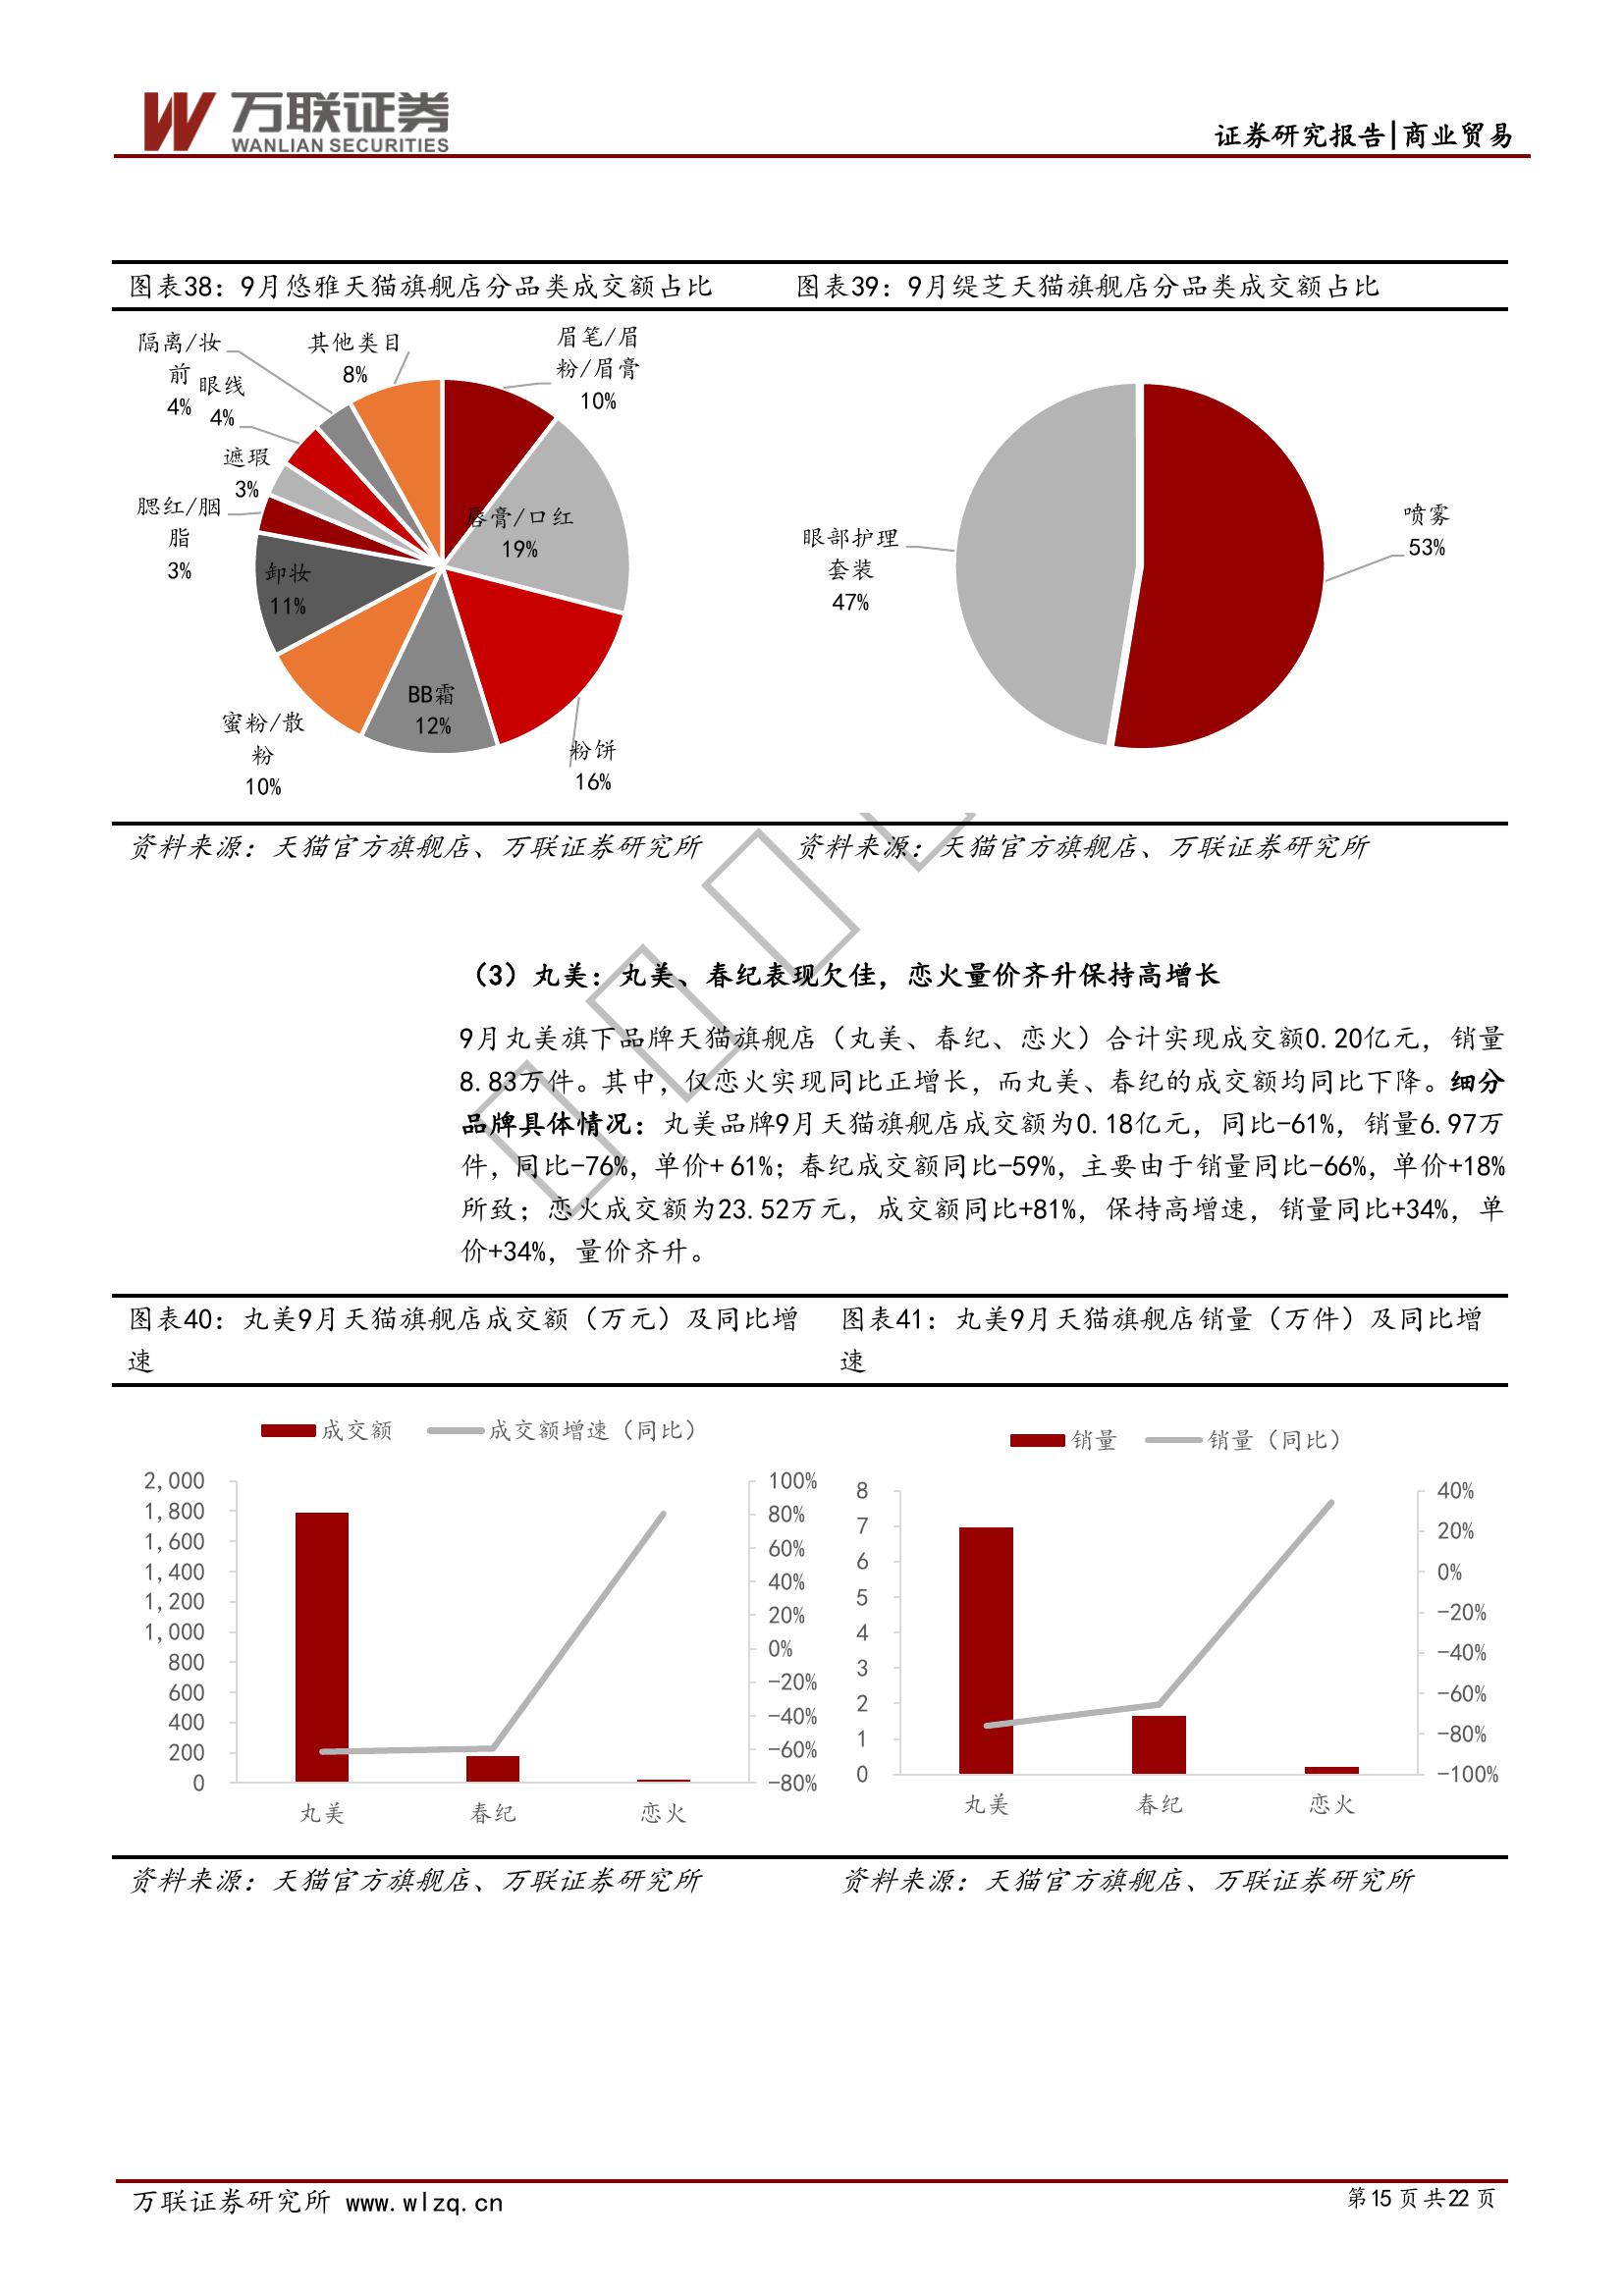 万联证券
WANLIAN SECURITIES
证券研究报告|商业贸易
图表38：9月悠雅天猫旗舰店分品类成交额占比
图表39：9月缇芝天猫旗舰店分品类成交额占比
隔离/妆
前
4%
眼线
4%
其他类目
8%
眉笔/眉
粉/眉膏
10%
遮瑕
3%
腮红/胭
脂
3%
唇膏/口红
19%
卸妆
11%
BB霜
12%
蜜粉/散
粉
10%
粉饼
16%
眼部护理
套装
47%
喷雾
53%
资料来源：天猫官方旗舰店、万联证券研究所
资料来源：天猫官方旗舰店、万联证券研究所
（3）丸美：丸美、春纪表现欠佳，恋火量价齐升保持高增长
9月丸美旗下品牌天猫旗舰店（丸美、春纪、恋火）合计实现成交额0.20亿元，销量
8.83万件。其中，仅恋火实现同比正增长，而丸美、春纪的成交额均同比下降。细分
品牌具体情况：丸美品牌9月天猫旗舰店成交额为0.18亿元，同比-61%，销量6.97万
件，同比-76%，单价+61%；春纪成交额同比-59%，主要由于销量同比-66%，单价+18%
所致；恋火成交额为23.52万元，成交额同比+81%，保持高增速，销量同比+34%，单
价+34%，量价齐升。
图表40：丸美9月天猫旗舰店成交额（万元）及同比增
速
图表41：丸美9月天猫旗舰店销量（万件）及同比增
速
成交额 成交额增速（同比）
2,000
1,800
1,600
1,400
1,200
1,000
800
600
400
200
0
100%
80%
60%
40%
20%
0%
-20%
-40%
-60%
-80%
丸美 春纪 恋火
销量 销量（同比）
8
7
6
5
4
3
2
1
0
40%
20%
0%
-20%
-40%
-60%
-80%
-100%
丸美 春纪 恋火
资料来源：天猫官方旗舰店、万联证券研究所
资料来源：天猫官方旗舰店、万联证券研究所
万联证券研究所 www.wlzq.cn
第15页共22页